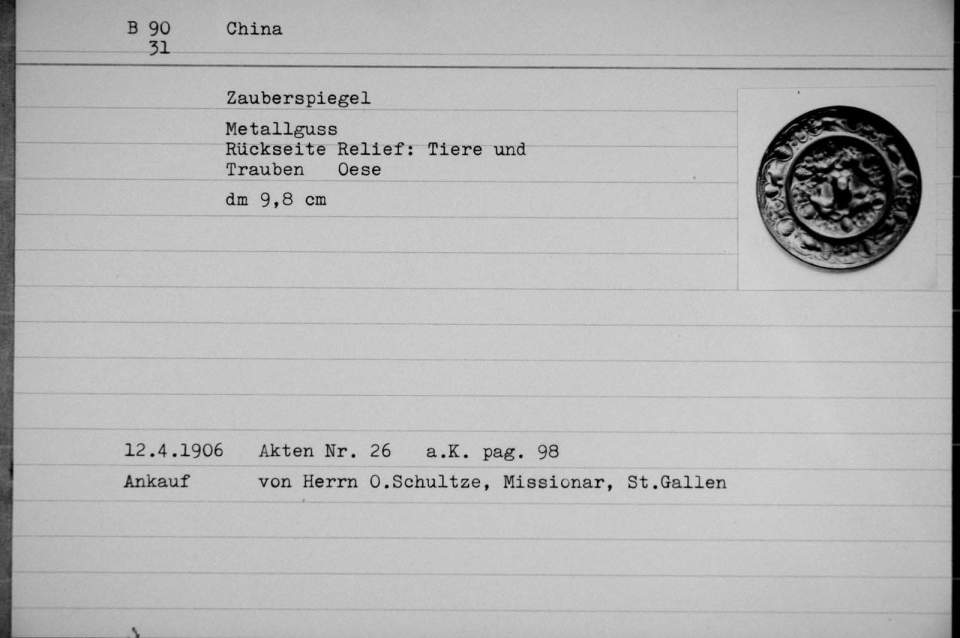 B 90 China
31
Zauberspiegel
Metallguss
Rückseite Relief: Tiere und
Trauben Oese
dm 9,8 cm
12.4.1906 Akten Nr. 26 a.K. pag. 98
Ankauf von Herrn O.Schultze, Missionar, St.Gallen